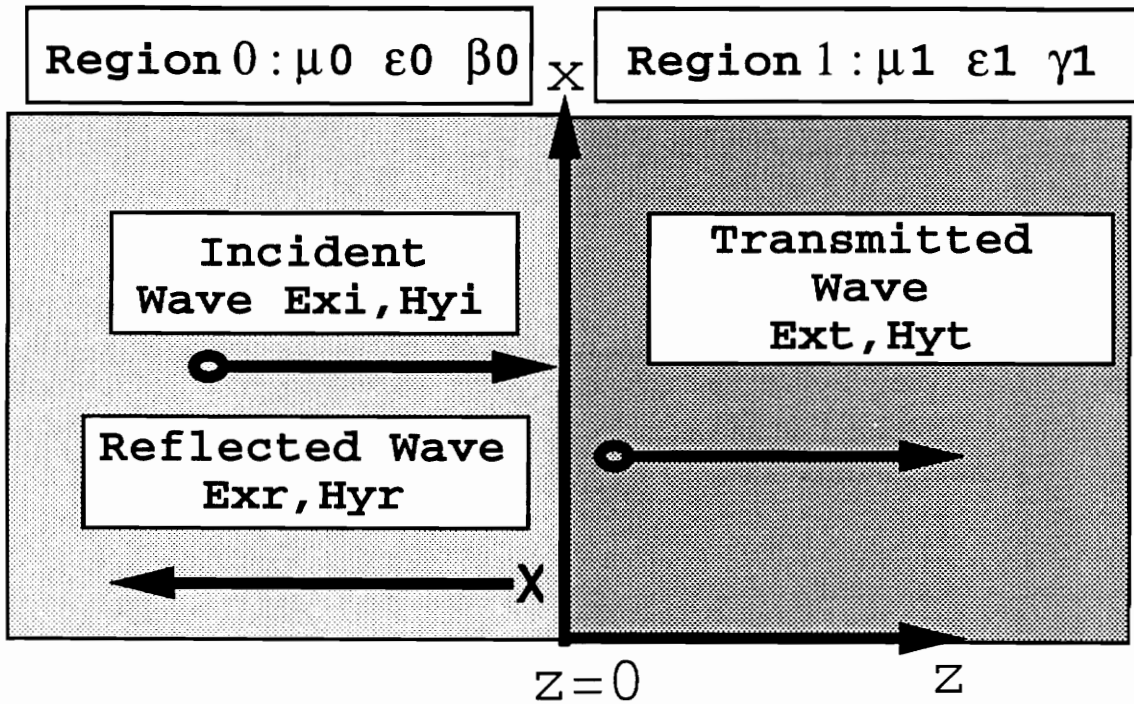 Region 0 : μ0 ε0 β0
x
Region 1 : μ1 ε1 γ1
Incident
Wave Exi,Hyi
Transmitted
Wave
Ext,Hyt
Reflected Wave
Exr,Hyr
X
z=0
z